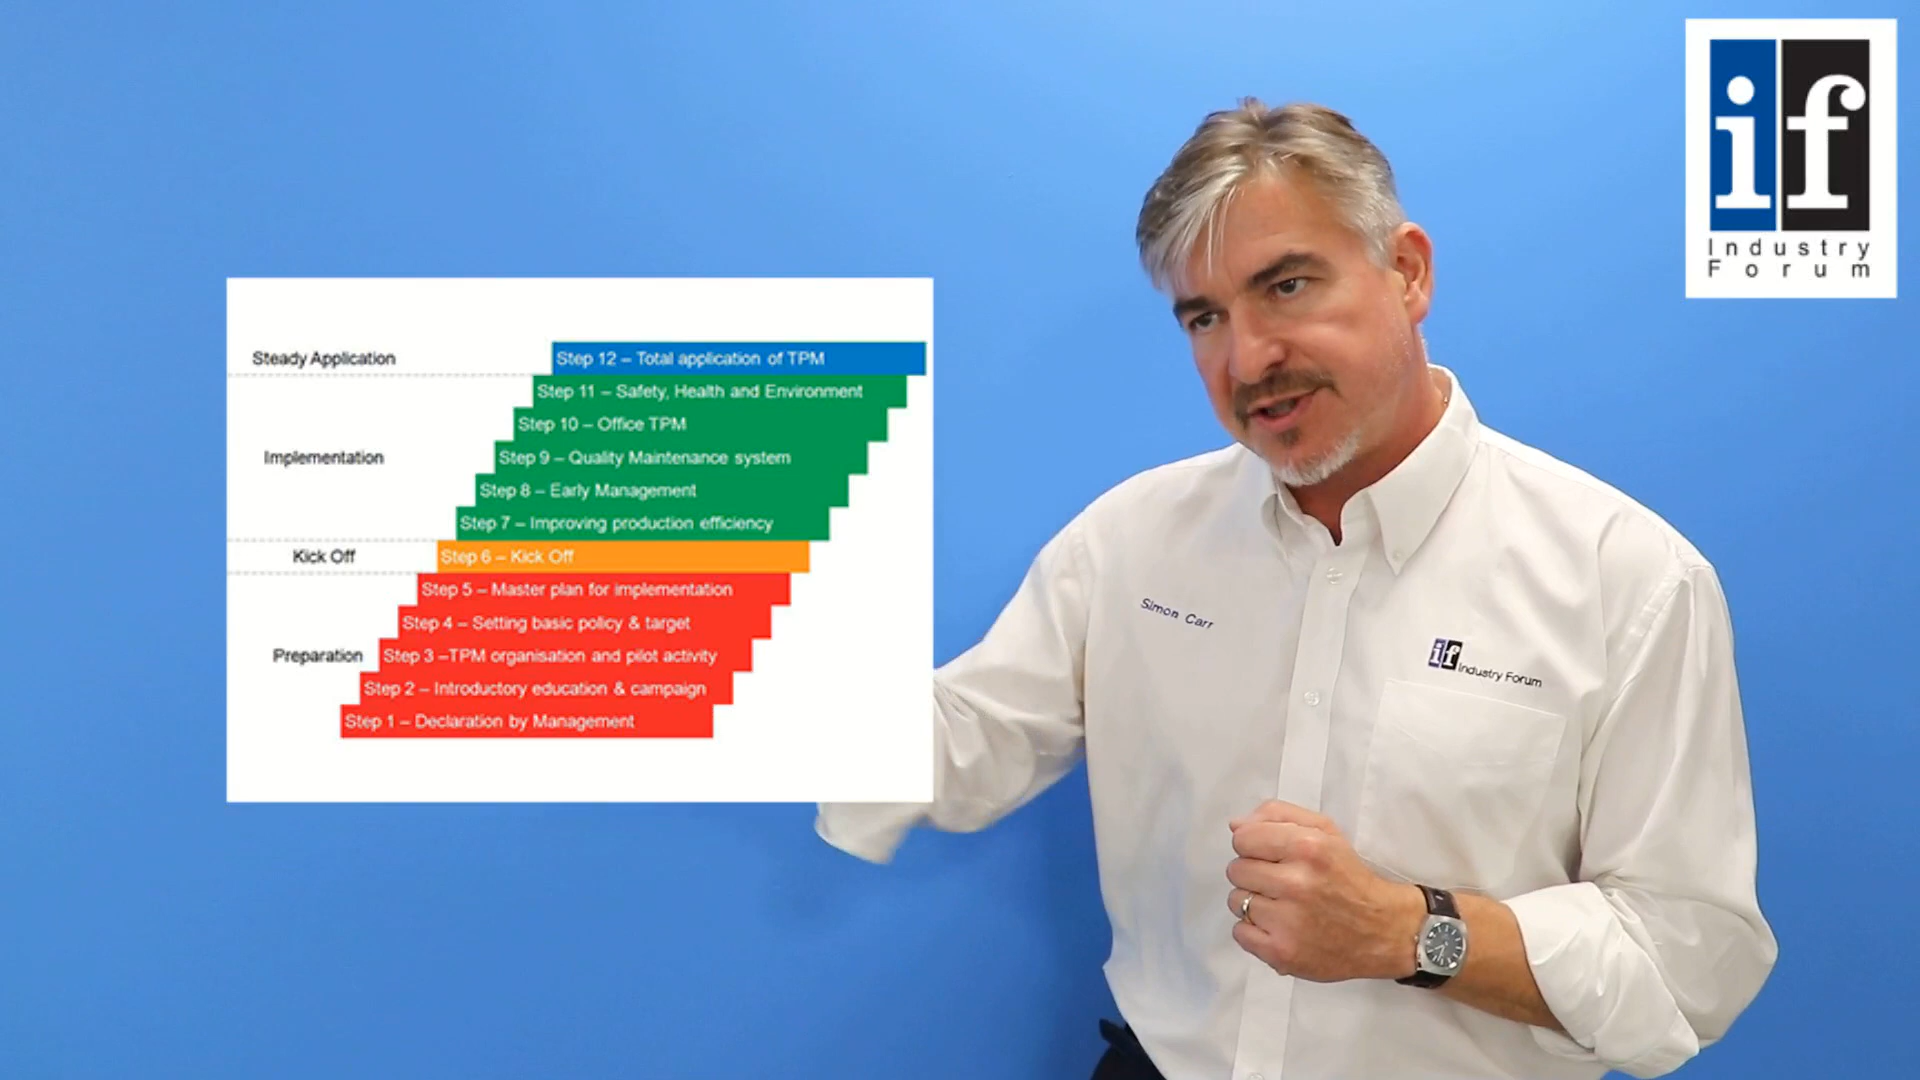 Steady Application
Step 12 – Total application of TPM
Step 11 – Safety, Health and Environment
Step 10 – Office TPM
Implementation
Step 9 – Quality Maintenance system
Step 8 – Early Management
Step 7 – Improving production efficiency
Kick Off
Step 6 – Kick Off
Step 5 – Master plan for implementation
Step 4 – Setting basic policy & target
Preparation
Step 3 –TPM organisation and pilot activity
Step 2 – Introductory education & campaign
Step 1 – Declaration by Management
if
Industry
Forum
Simon Carr
if Industry Forum